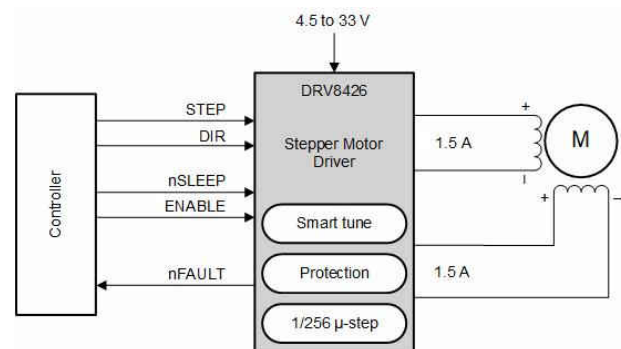 4.5 to 33 V
DRV8426
Stepper Motor
Driver
Controller
STEP
DIR
nSLEEP
ENABLE
nFAULT
Smart tune
Protection
1/256 µ-step
+
1.5 A
–
M
+
–
1.5 A